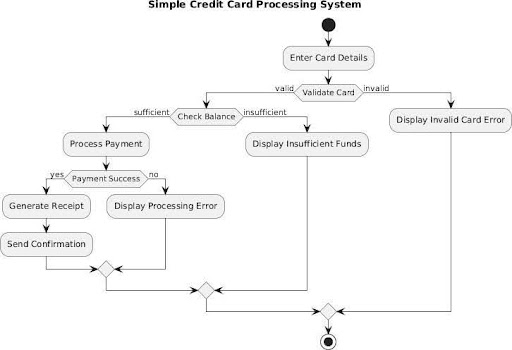 Simple Credit Card Processing System
Enter Card Details
valid
Validate Card
invalid
sufficient
Check Balance
insufficient
Display Invalid Card Error
Process Payment
Display Insufficient Funds
yes
Payment Success
no
Generate Receipt
Display Processing Error
Send Confirmation